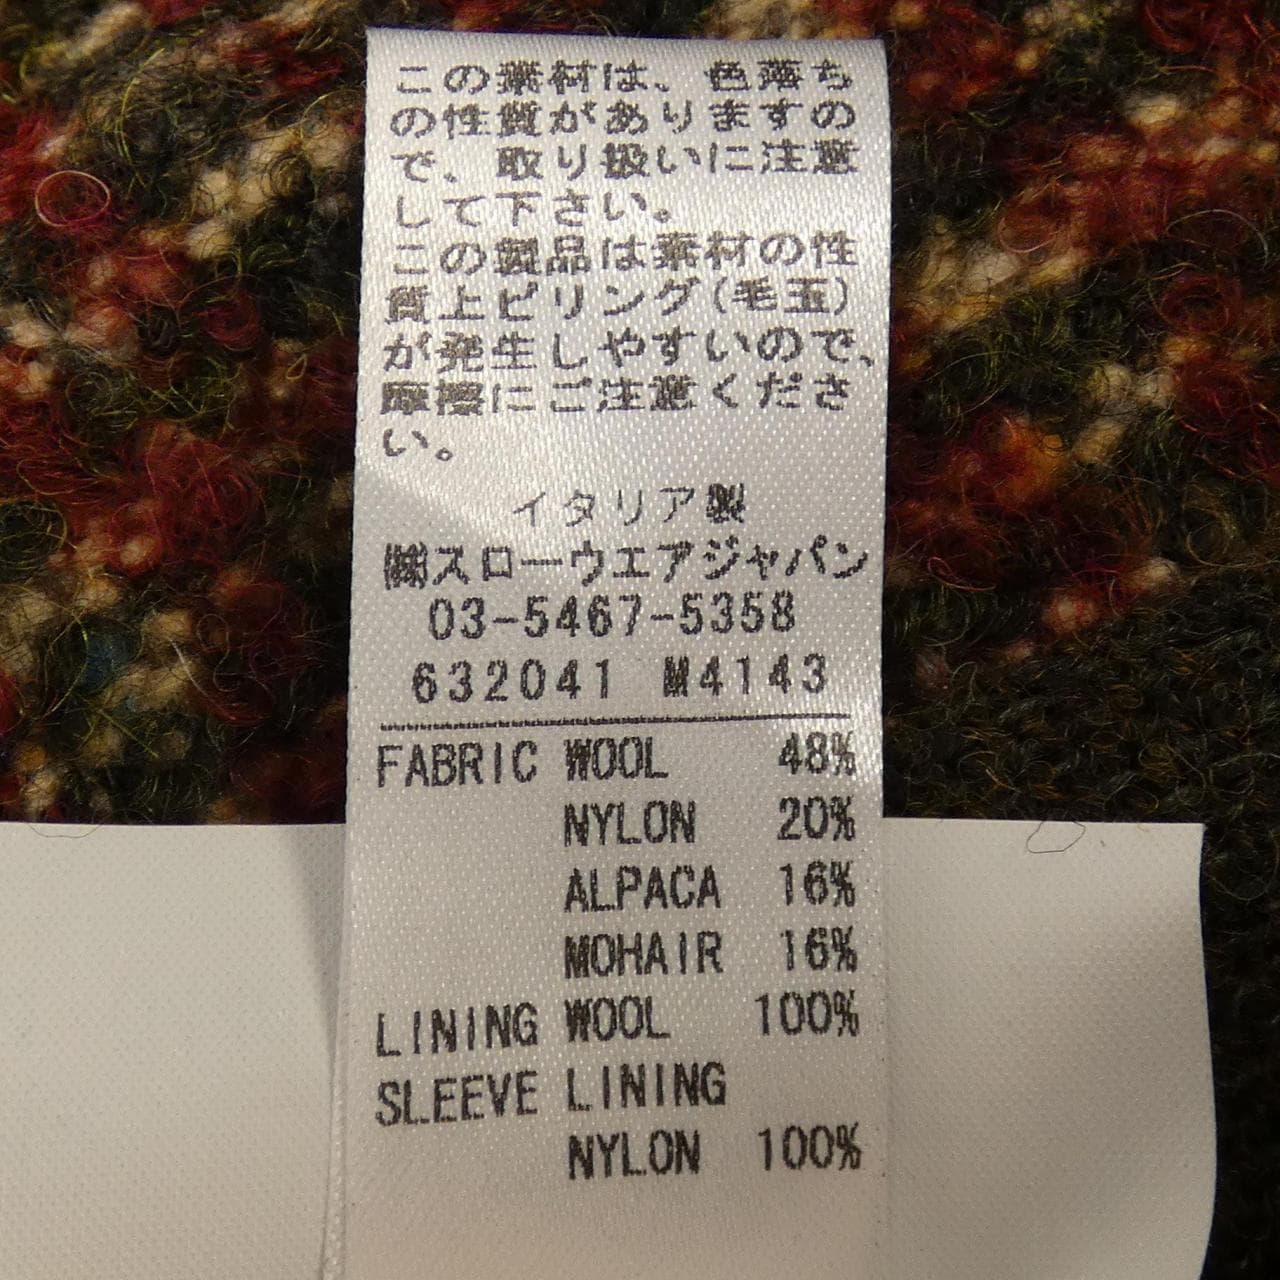 この素材は、色落ち
の性質がありますの
で、取り扱いに注意
して下さい。
この製品は素材の性
質上ピリング(毛玉)
が発生しやすいので、
摩擦にご注意くださ
い。
イタリア製
㈱スローウエアジャパン
03-5467-5358
632041 M4143
FABRIC WOOL 48%
NYLON 20%
ALPACA 16%
MOHAIR 16%
LINING WOOL 100%
SLEEVE LINING
NYLON 100%